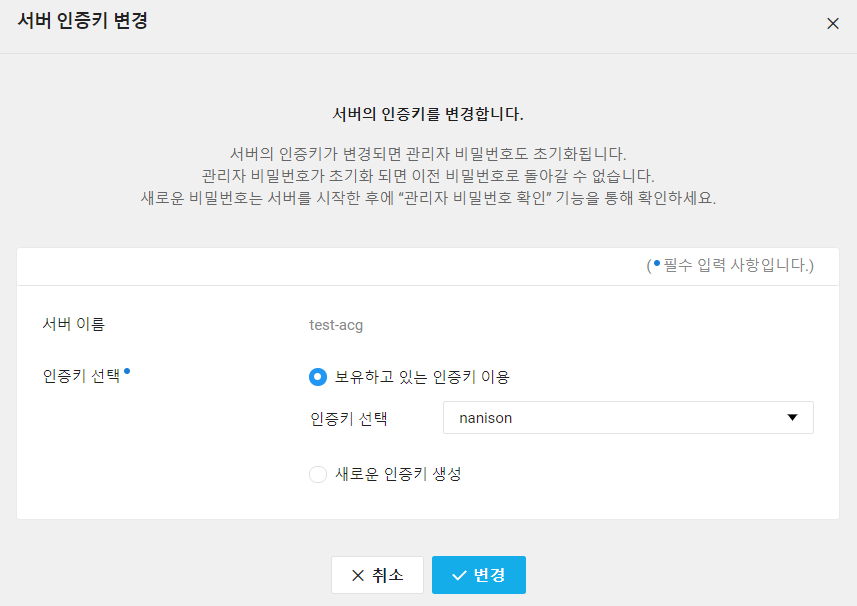 서버 인증키 변경
서버의 인증키를 변경합니다.
서버의 인증키가 변경되면 관리자 비밀번호도 초기화됩니다.
관리자 비밀번호가 초기화 되면 이전 비밀번호로 돌아갈 수 없습니다.
새로운 비밀번호는 서버를 시작한 후에 “관리자 비밀번호 확인” 기능을 통해 확인하세요.
(•필수 입력 사항입니다.)
서버 이름 test-acg
인증키 선택• 보유하고 있는 인증키 이용
인증키 선택 nanison
새로운 인증키 생성
취소 변경